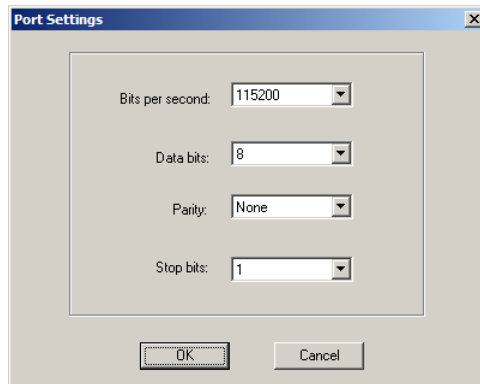 Port Settings
Bits per second: 115200
Data bits: 8
Parity: None
Stop bits: 1
OK Cancel